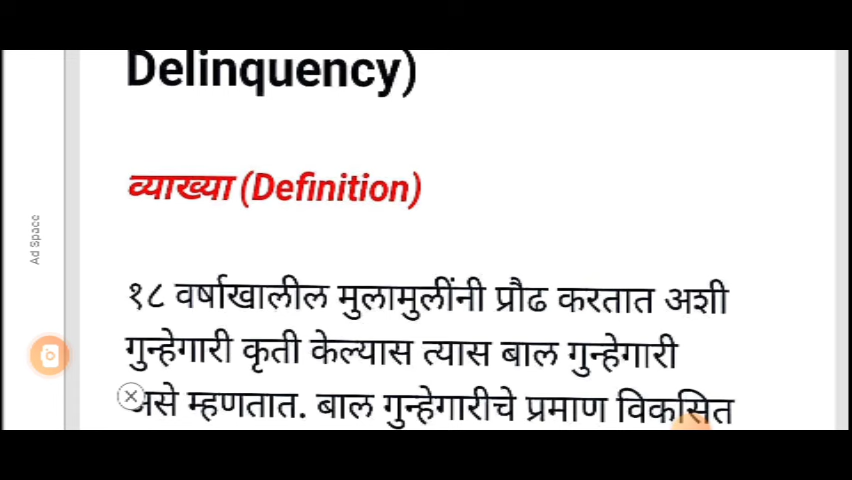 Delinquency)
व्याख्या (Definition)
Ad Space
१८ वर्षाखालील मुलामुलींनी प्रौढ करतात अशी
गुन्हेगारी कृती केल्यास त्यास बाल गुन्हेगारी
असे म्हणतात. बाल गुन्हेगारीचे प्रमाण विकसित